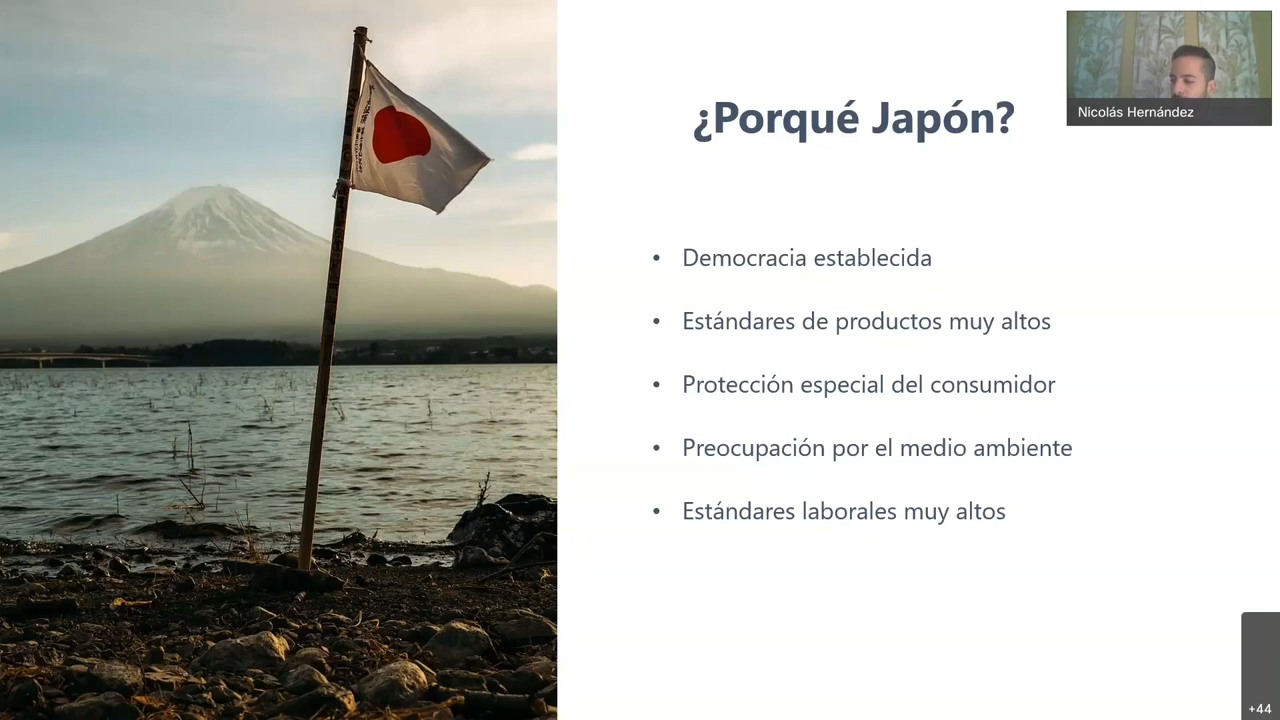 ¿Porqué Japón?
Nicolás Hernández
• Democracia establecida
• Estándares de productos muy altos
• Protección especial del consumidor
• Preocupación por el medio ambiente
• Estándares laborales muy altos
+44